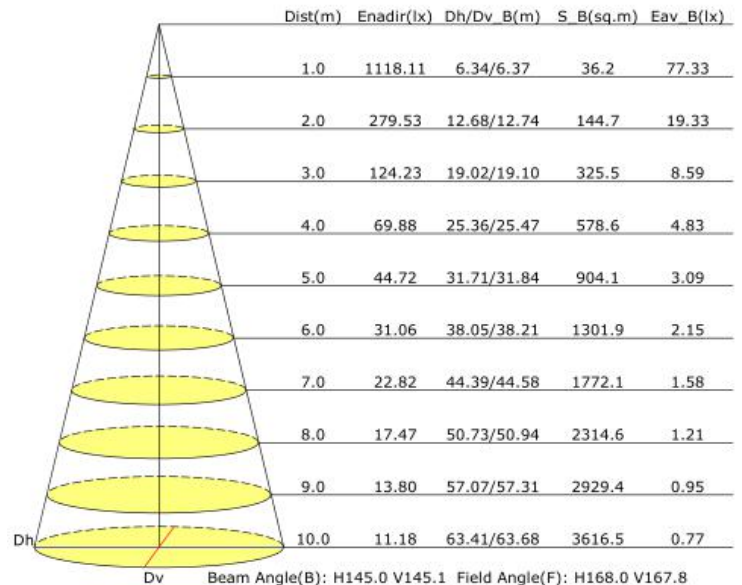 Dist(m) Enadir(lx) Dh/Dv_B(m) S_B(sq.m) Eav_B(lx)
1.0 1118.11 6.34/6.37 36.2 77.33
2.0 279.53 12.68/12.74 144.7 19.33
3.0 124.23 19.02/19.10 325.5 8.59
4.0 69.88 25.36/25.47 578.6 4.83
5.0 44.72 31.71/31.84 904.1 3.09
6.0 31.06 38.05/38.21 1301.9 2.15
7.0 22.82 44.39/44.58 1772.1 1.58
8.0 17.47 50.73/50.94 2314.6 1.21
9.0 13.80 57.07/57.31 2929.4 0.95
Dh 10.0 11.18 63.41/63.68 3616.5 0.77
Dv Beam Angle(B): H145.0 V145.1 Field Angle(F): H168.0 V167.8